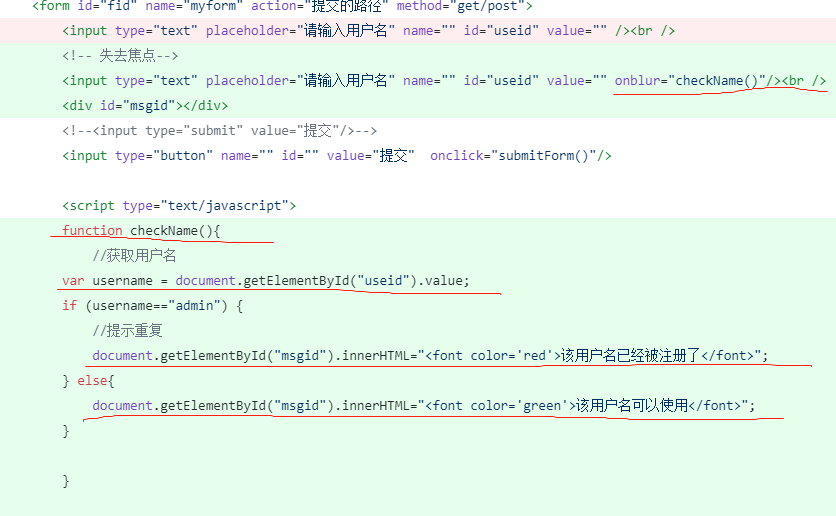 <form id="fid" name="myform" action="提交的路径" method="get/post">
<input type="text" placeholder="请输入用户名" name="" id="useid" value="" /><br />
<!-- 失去焦点-->
<input type="text" placeholder="请输入用户名" name="" id="useid" value="" onblur="checkName()"/><br />
<div id="msgid"></div>
<!--<input type="submit" value="提交"/>-->
<input type="button" name="" id="" value="提交"  onclick="submitForm()"/>
<script type="text/javascript">
function checkName(){
//获取用户名
var username = document.getElementById("useid").value;
if (username=="admin") {
//提示重复
document.getElementById("msgid").innerHTML="<font color='red'>该用户名已经被注册了</font>";
} else{
document.getElementById("msgid").innerHTML="<font color='green'>该用户名可以使用</font>";
}
}